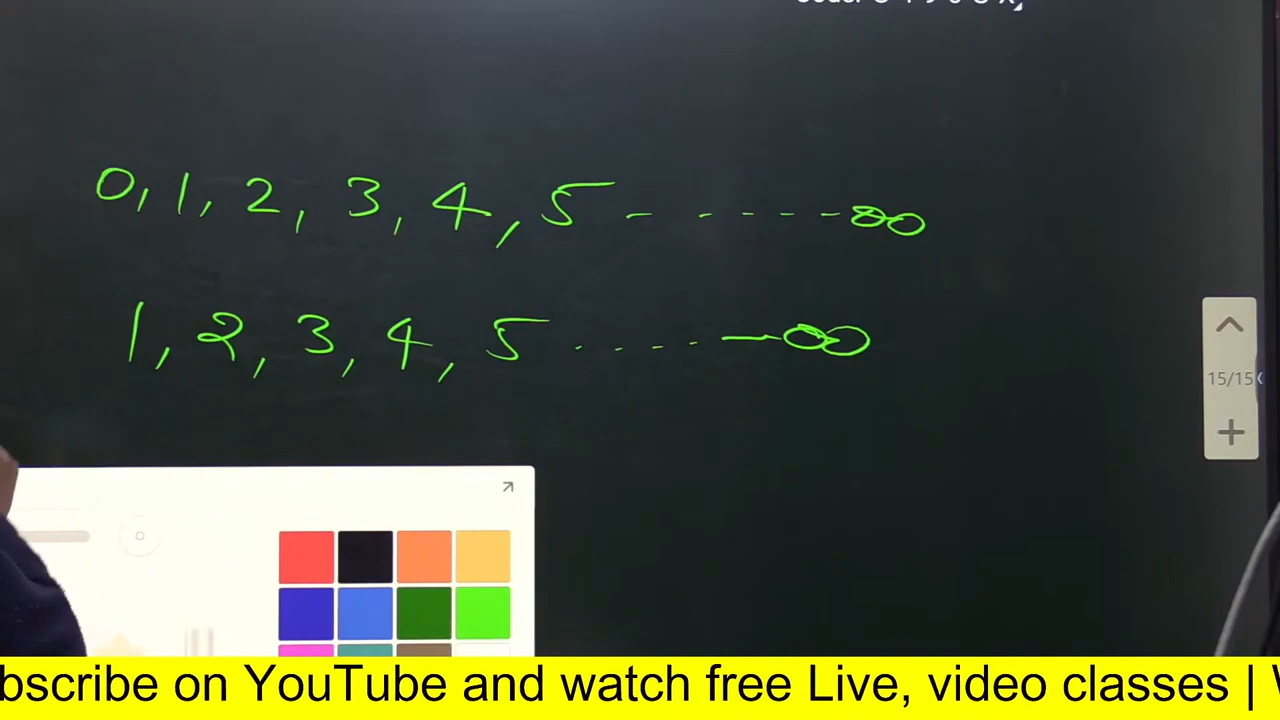 0, 1, 2, 3, 4, 5 - - - - - - ∞
1, 2, 3, 4, 5 . . . . . — ∞
15/15
bscribe on YouTube and watch free Live, video classes |